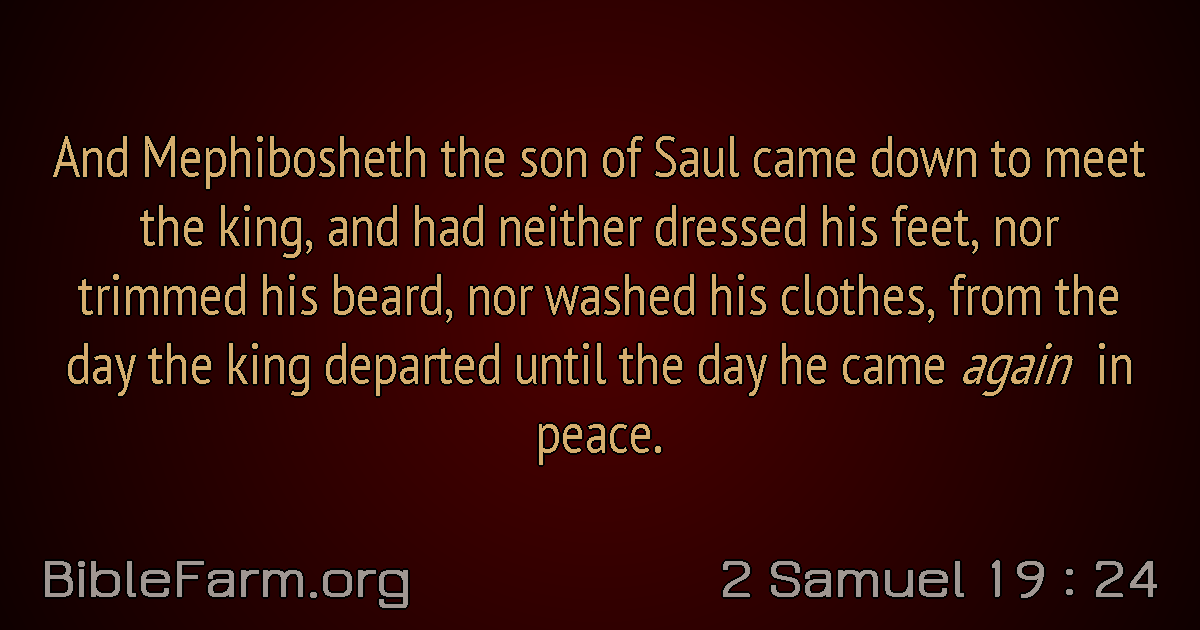 And Mephibosheth the son of Saul came down to meet
the king, and had neither dressed his feet, nor
trimmed his beard, nor washed his clothes, from the
day the king departed until the day he came again in
peace.
BibleFarm.org
2 Samuel 19 : 24